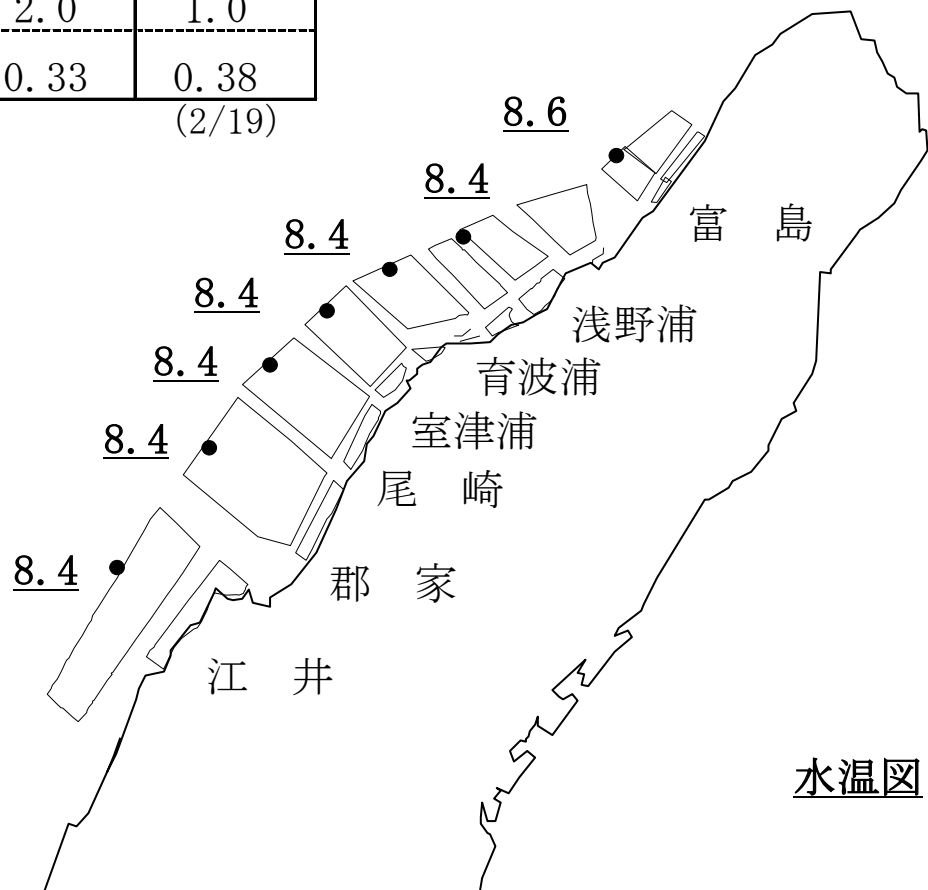 2.0 1.0
0.33 0.38
(2/19)
8.6
8.4
富 島
8.4
8.4
浅野浦
8.4
育波浦
8.4
室津浦
尾 崎
8.4
郡 家
江 井
水温図